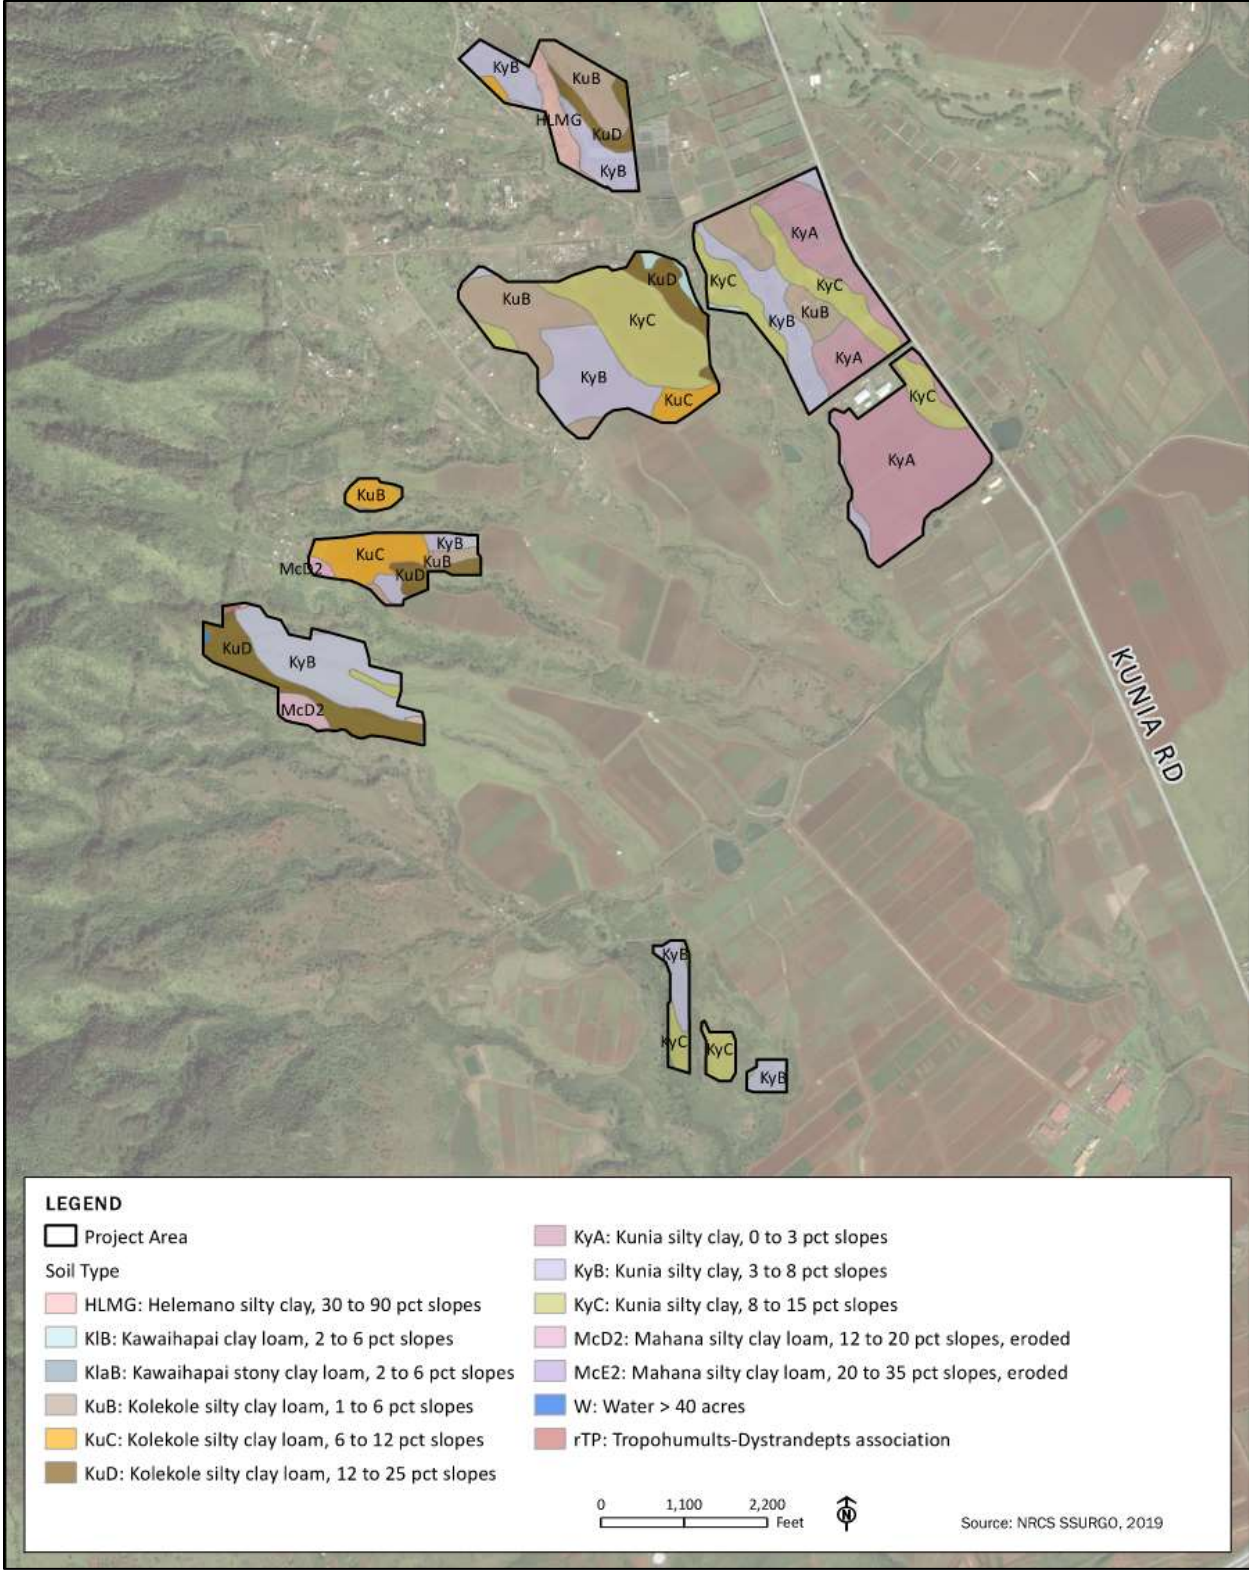 KyB
KuB
HLMG
KuD
KyB
KyA
KyC
KyC
KyB
KuB
KyA
KuD
KuB
KyC
KyB
KuC
KyC
KyA
KuB
KuC
KyB
KuB
McD2
KuD
KuD
KyB
McD2
KUNIA RD
KyB
KyC
KyC
KyB
LEGEND
Project Area
Soil Type
HLMG: Helemano silty clay, 30 to 90 pct slopes
KlB: Kawaihapai clay loam, 2 to 6 pct slopes
KlaB: Kawaihapai stony clay loam, 2 to 6 pct slopes
KuB: Kolekole silty clay loam, 1 to 6 pct slopes
KuC: Kolekole silty clay loam, 6 to 12 pct slopes
KuD: Kolekole silty clay loam, 12 to 25 pct slopes
KyA: Kunia silty clay, 0 to 3 pct slopes
KyB: Kunia silty clay, 3 to 8 pct slopes
KyC: Kunia silty clay, 8 to 15 pct slopes
McD2: Mahana silty clay loam, 12 to 20 pct slopes, eroded
McE2: Mahana silty clay loam, 20 to 35 pct slopes, eroded
W: Water > 40 acres
rTP: Tropohumults-Dystrandepts association
0 1,100 2,200
Feet
N
Source: NRCS SSURGO, 2019